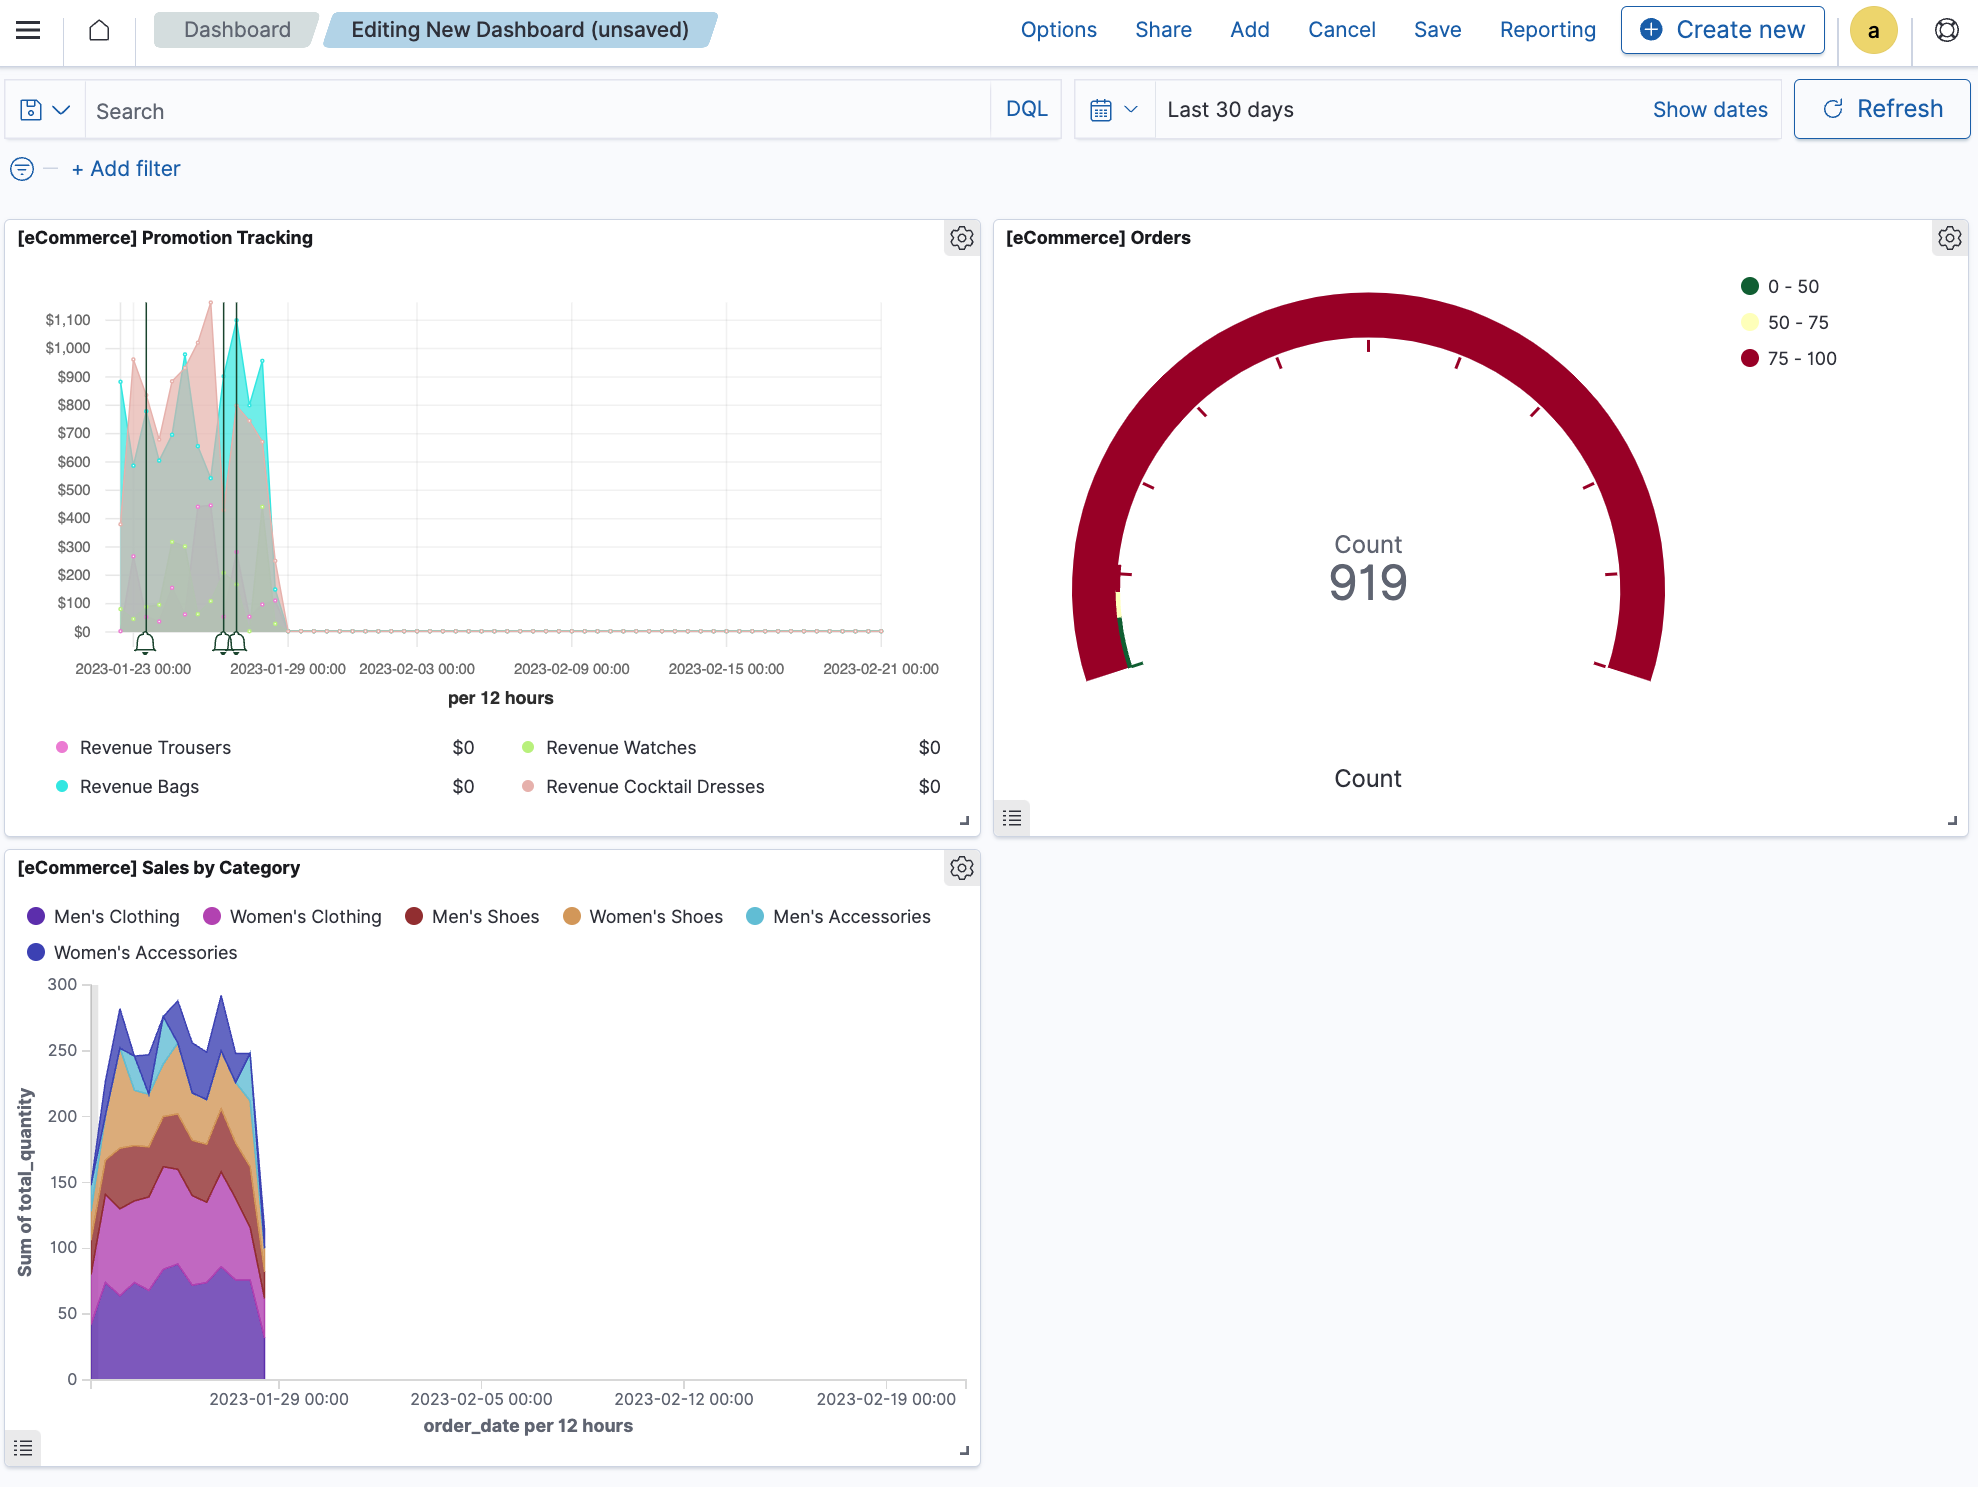 Dashboard Editing New Dashboard (unsaved) Options Share Add Cancel Save Reporting Create new a
Search DQL Last 30 days Show dates Refresh
+ Add filter
[eCommerce] Promotion Tracking
$1,100
$1,000
$900
$800
$700
$600
$500
$400
$300
$200
$100
$0
2023-01-23 00:00 2023-01-29 00:00 2023-02-03 00:00 2023-02-09 00:00 2023-02-15 00:00 2023-02-21 00:00
per 12 hours
Revenue Trousers $0 Revenue Watches $0
Revenue Bags $0 Revenue Cocktail Dresses $0
[eCommerce] Orders
0 - 50
50 - 75
75 - 100
Count
919
Count
[eCommerce] Sales by Category
Men's Clothing Women's Clothing Men's Shoes Women's Shoes Men's Accessories
Women's Accessories
Sum of total_quantity
300
250
200
150
100
50
0
2023-01-29 00:00 2023-02-05 00:00 2023-02-12 00:00 2023-02-19 00:00
order_date per 12 hours